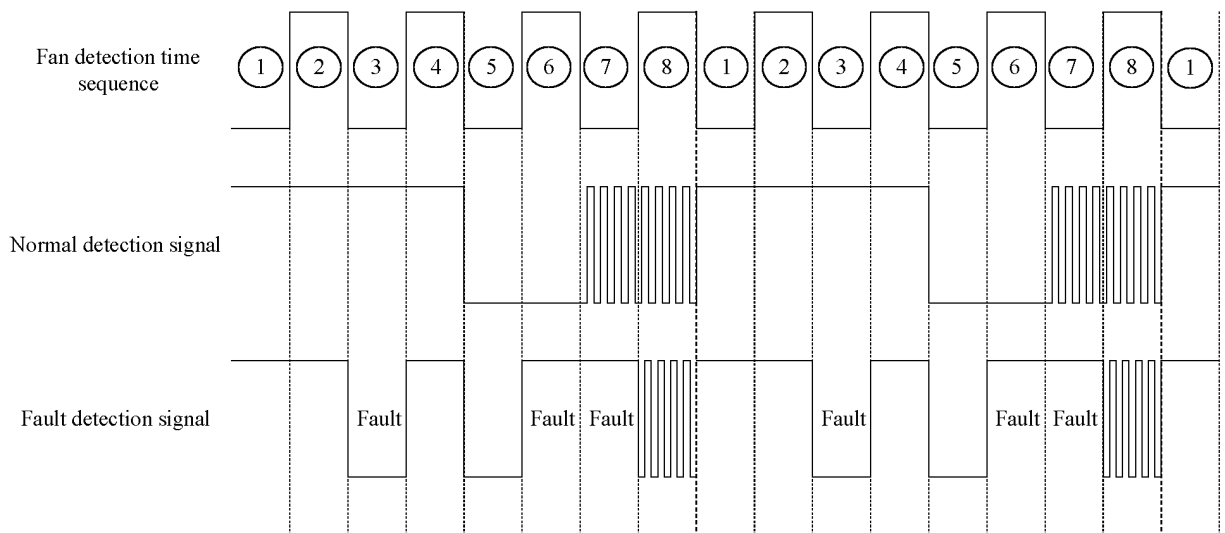 Fan detection time
sequence
1 2 3 4 5 6 7 8 1 2 3 4 5 6 7 8 1
Normal detection signal
Fault detection signal
Fault Fault Fault Fault Fault Fault